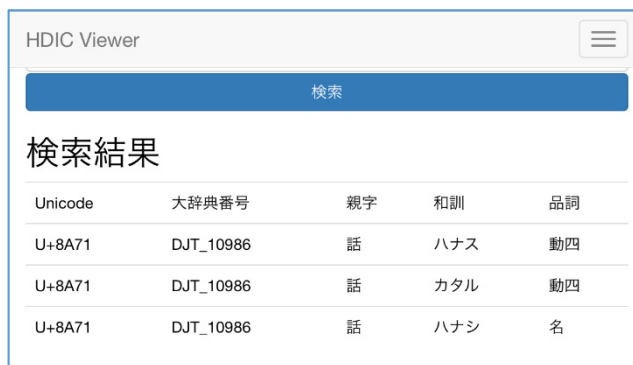 HDIC Viewer
検索
検索結果
Unicode 大辞典番号 親字 和訓 品詞
U+8A71 DJT_10986 話 ハナス 動四
U+8A71 DJT_10986 話 カタル 動四
U+8A71 DJT_10986 話 ハナシ 名